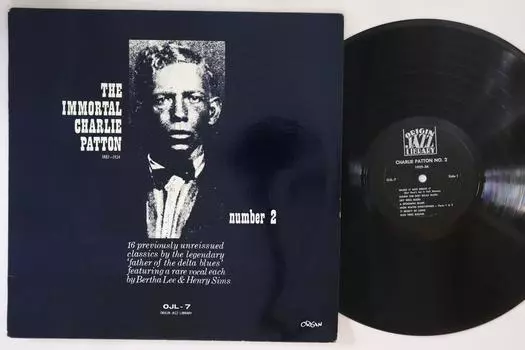 THE
IMMORTAL
CHARLIE
PATTON
1887–1934
number 2
16 previously unreissued
classics by the legendary
'father of the delta blues'
featuring a rare vocal each
by Bertha Lee & Henry Sims
OJL-7
ORIGIN JAZZ LIBRARY
ORIGIN
JAZZ
LIBRARY
CHARLIE PATTON NO. 2
1929-34
OJL-7
Side 1